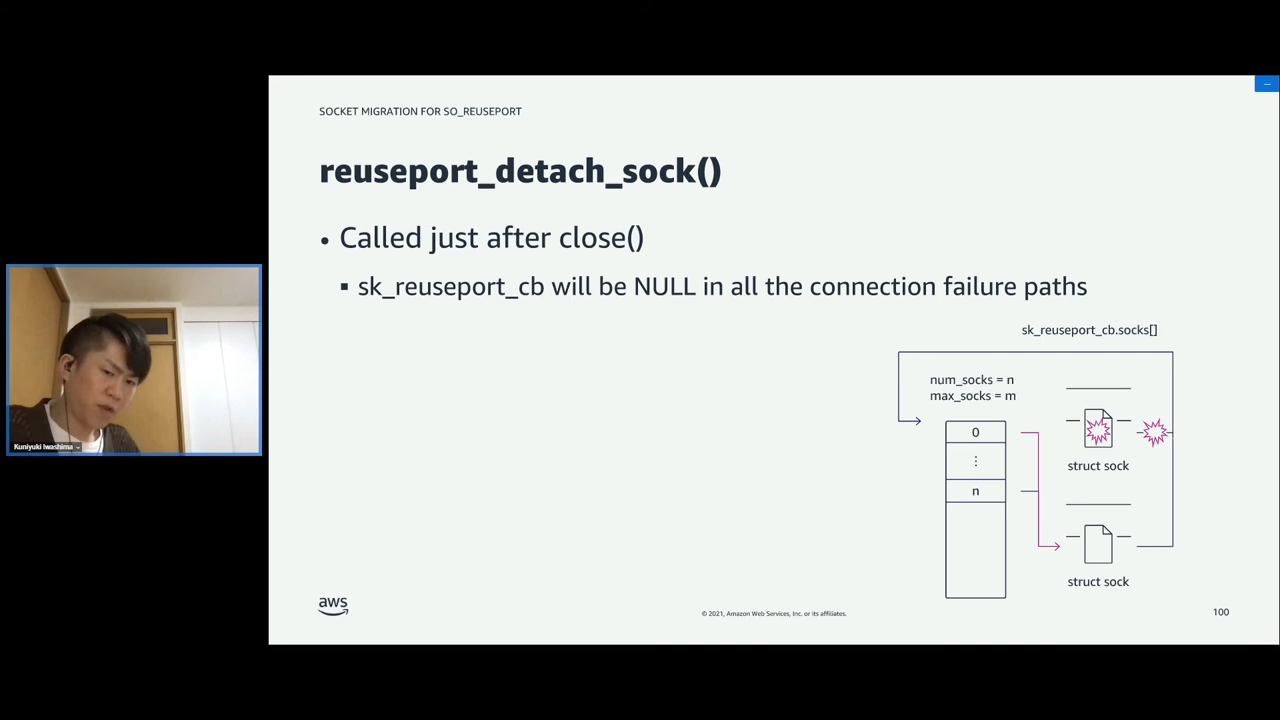 SOCKET MIGRATION FOR SO_REUSEPORT
reuseport_detach_sock()
• Called just after close()
▪ sk_reuseport_cb will be NULL in all the connection failure paths
sk_reuseport_cb.socks[]
num_socks = n
max_socks = m
0
⋮
n
struct sock
struct sock
Kuniyuki Iwashima
aws
© 2021, Amazon Web Services, Inc. or its affiliates.
100